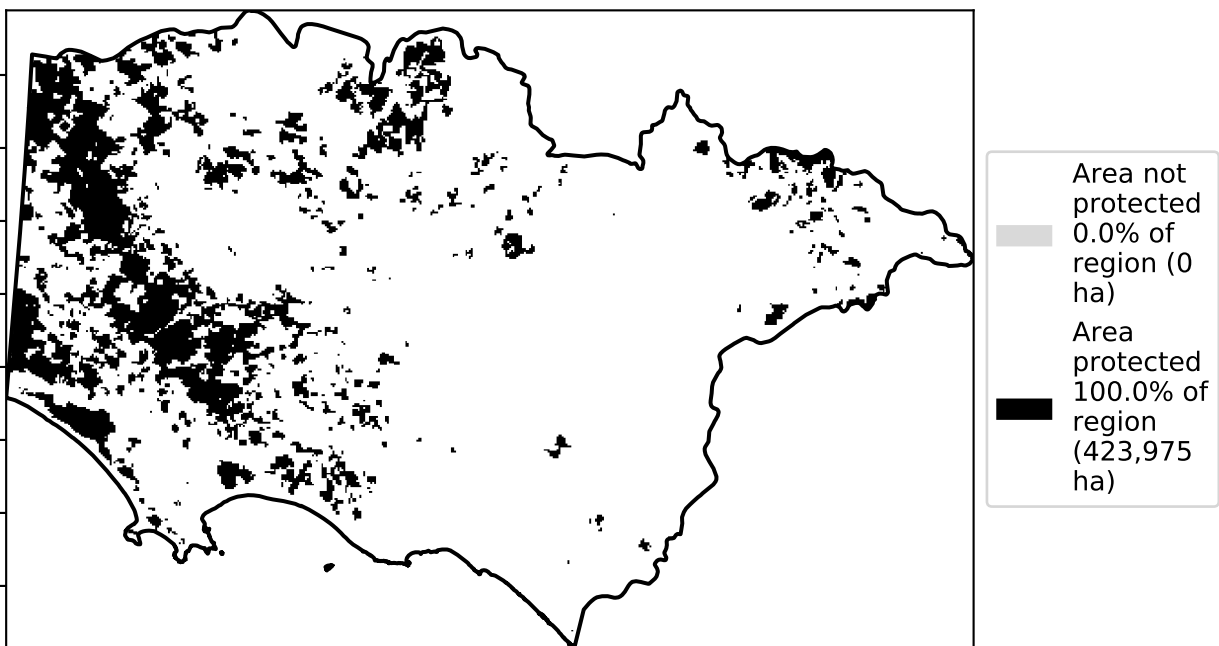 Area not
protected
0.0% of
region (0
ha)
Area
protected
100.0% of
region
(423,975
ha)